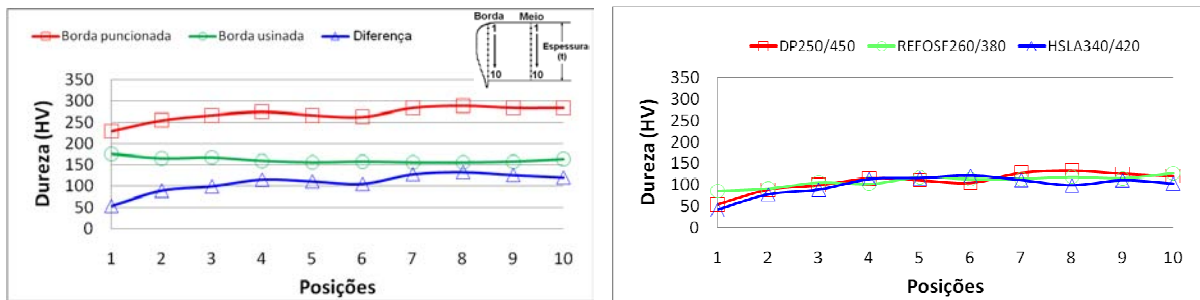 Borda puncionada Borda usinada Diferença
Borda Meio
1 1
Espessura
(t)
10 10
350
300
250
200
150
100
50
0
Dureza (HV)
1 2 3 4 5 6 7 8 9 10
Posições
DP250/450 REFOSF260/380 HSLA340/420
350
300
250
200
150
100
50
0
Dureza (HV)
1 2 3 4 5 6 7 8 9 10
Posições